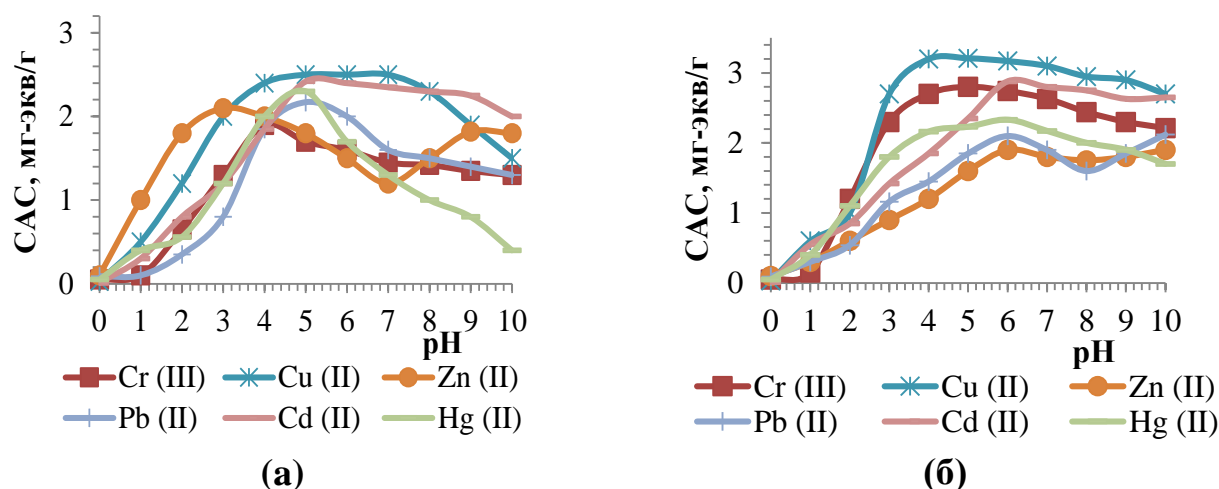 САС, мг-экв/г
3
2
1
0
0 1 2 3 4 5 6 7 8 9 10
pH
Cr (III) Cu (II) Zn (II)
Pb (II) Cd (II) Hg (II)
(а)
САС, мг-экв/г
3
2
1
0
0 1 2 3 4 5 6 7 8 9 10
pH
Cr (III) Cu (II) Zn (II)
Pb (II) Cd (II) Hg (II)
(б)